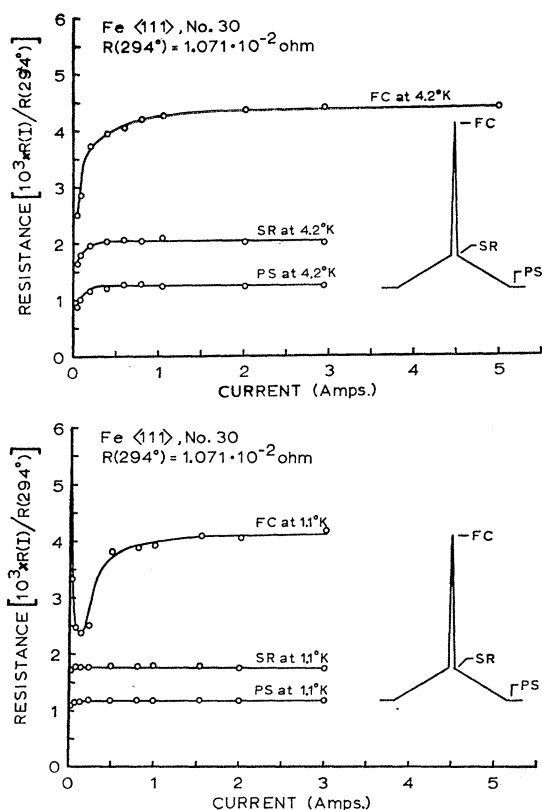 Fe ⟨111⟩, No. 30
R(294°) = 1.071·10⁻² ohm
RESISTANCE [10³xR(I)/R(294°)]
6
5
4
3
2
1
0
FC at 4.2°K
SR at 4.2°K
PS at 4.2°K
FC
SR
PS
0 1 2 3 4 5
CURRENT (Amps.)
Fe ⟨111⟩, No. 30
R(294°) = 1.071·10⁻² ohm
RESISTANCE [10³xR(I)/R(294°)]
6
5
4
3
2
1
0
FC at 1.1°K
SR at 1.1°K
PS at 1.1°K
FC
SR
PS
0 1 2 3 4 5
CURRENT (Amps.)